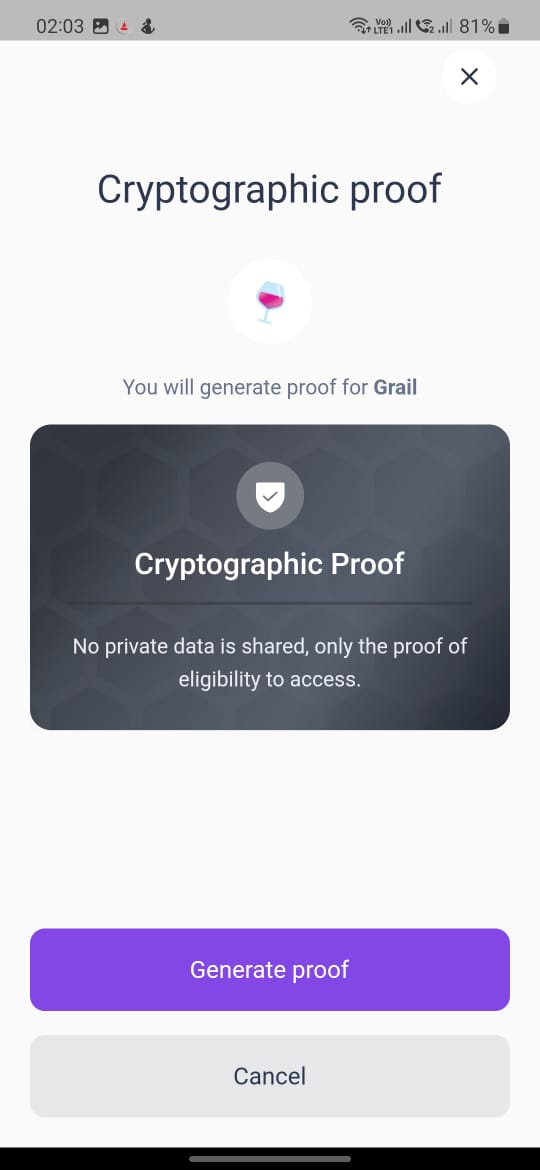 02:03
Vo)) LTE1
2
81%
Cryptographic proof
You will generate proof for Grail
Cryptographic Proof
No private data is shared, only the proof of
eligibility to access.
Generate proof
Cancel